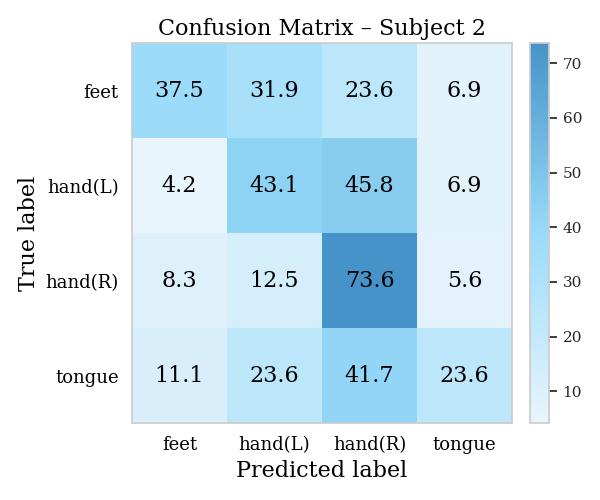 Confusion Matrix – Subject 2
True label
feet 37.5 31.9 23.6 6.9
hand(L) 4.2 43.1 45.8 6.9
hand(R) 8.3 12.5 73.6 5.6
tongue 11.1 23.6 41.7 23.6
feet hand(L) hand(R) tongue
Predicted label
70
60
50
40
30
20
10